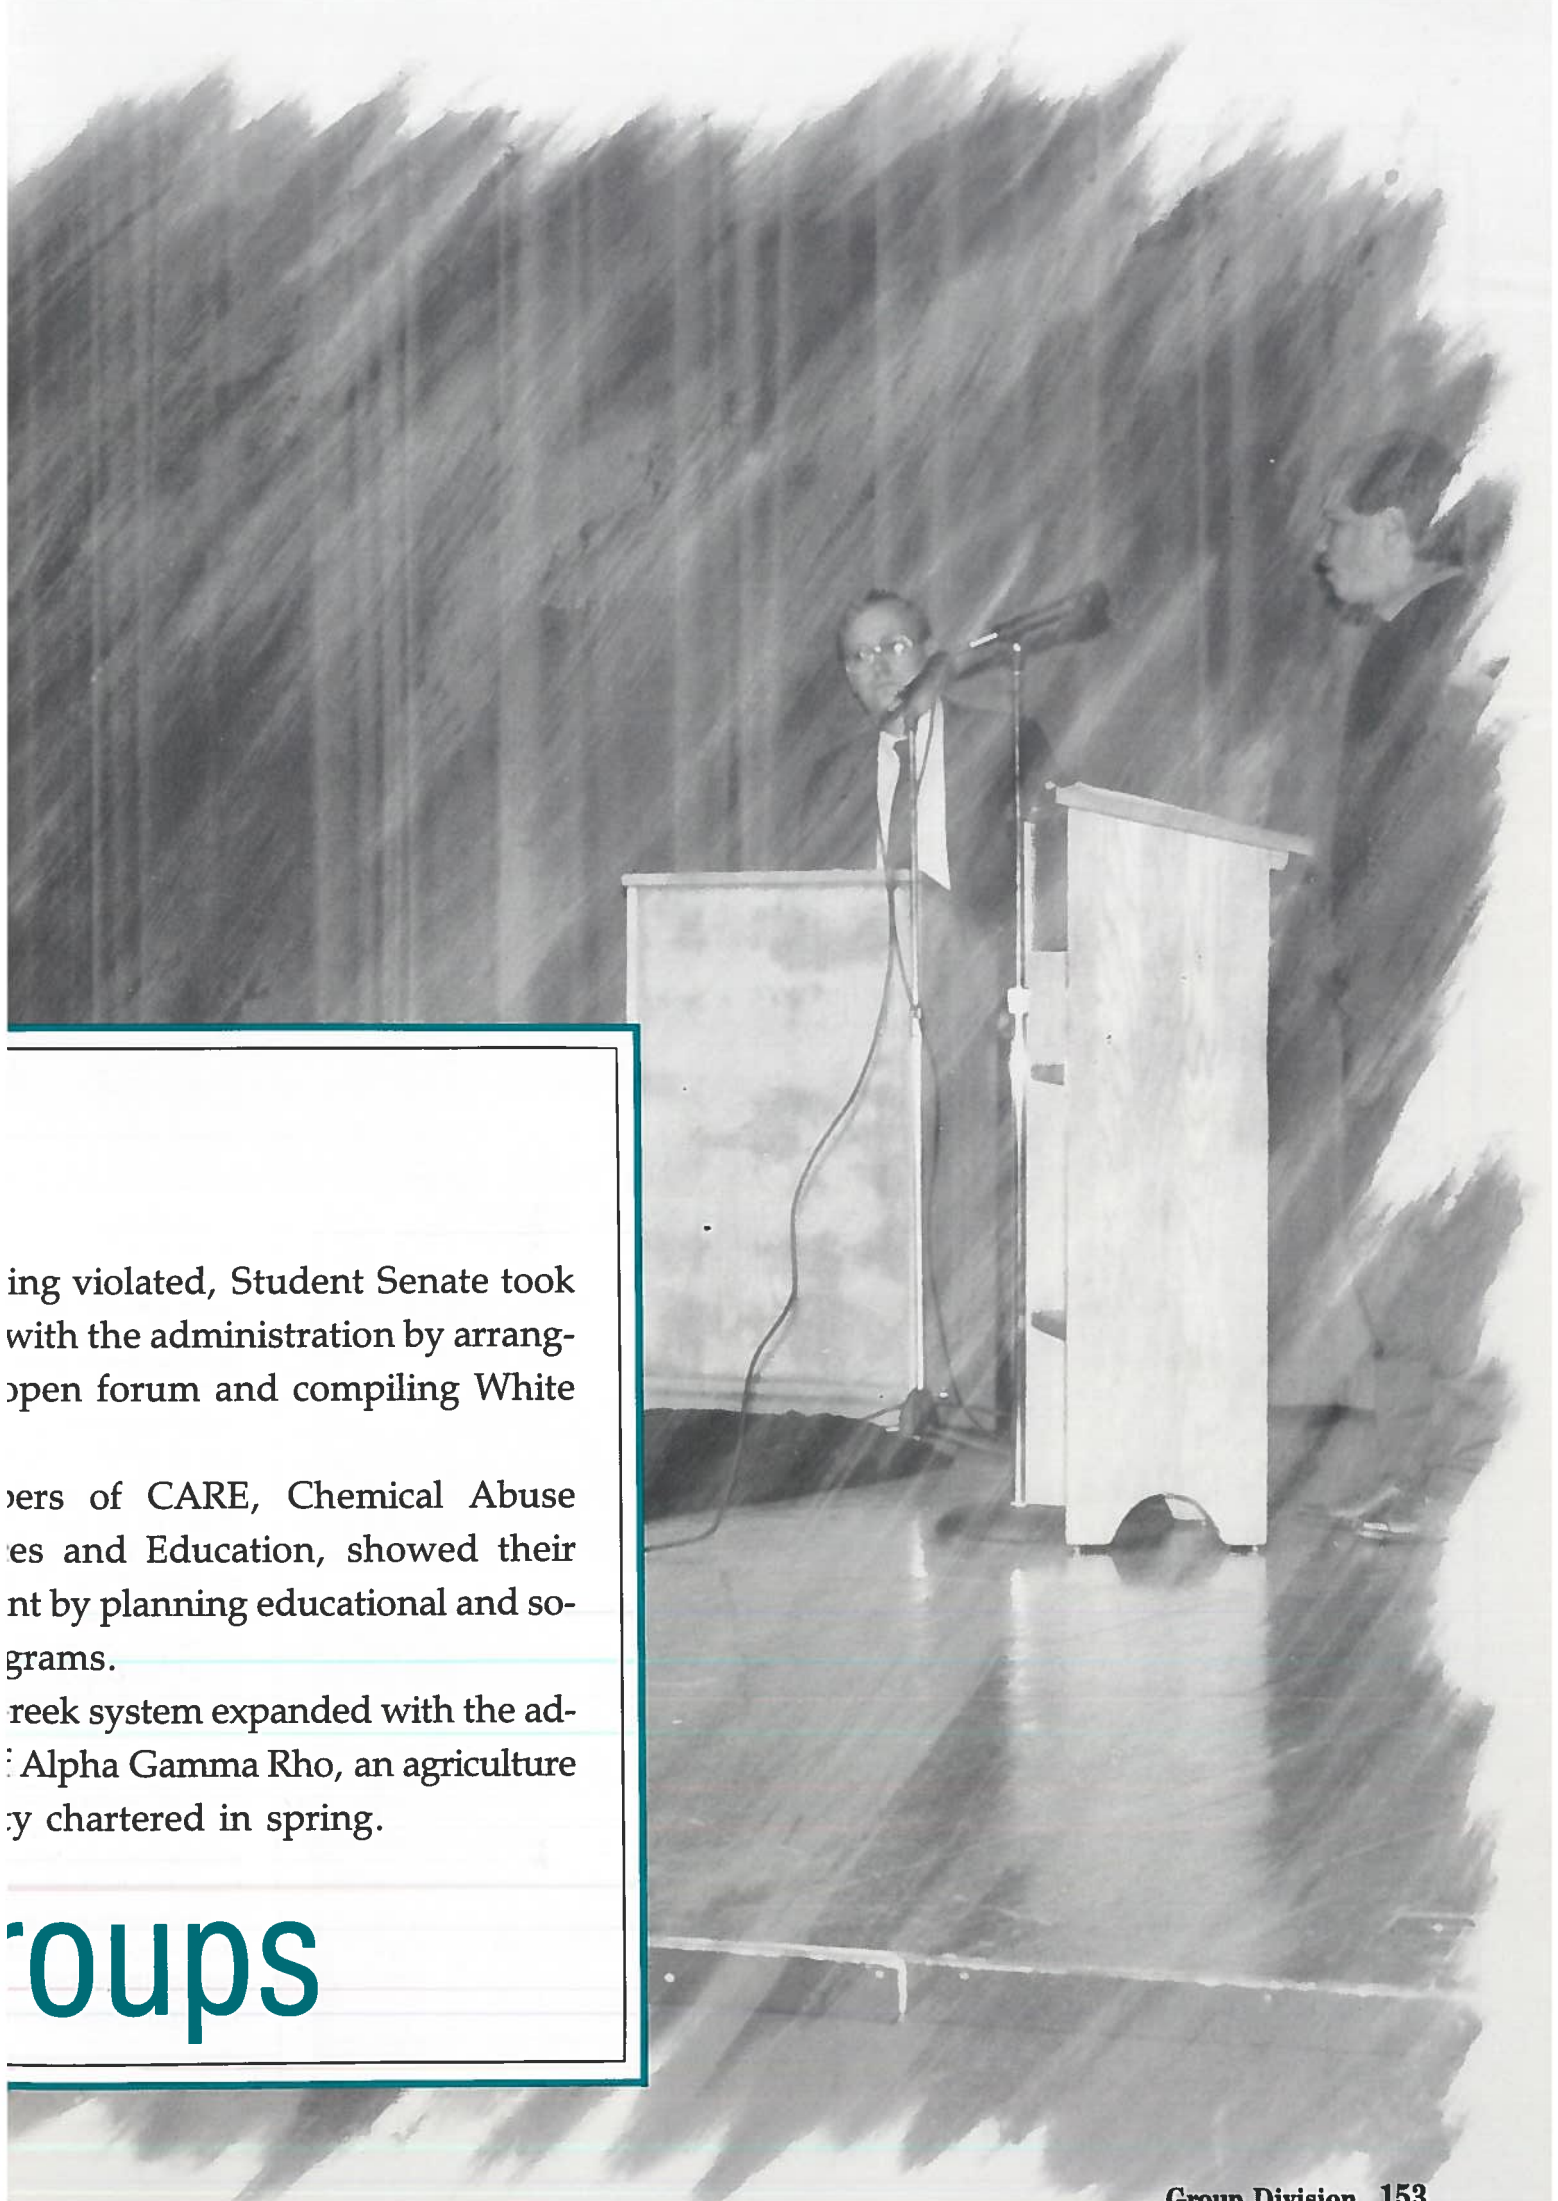 ing violated, Student Senate took
with the administration by arrang-
open forum and compiling White
bers of CARE, Chemical Abuse
es and Education, showed their
nt by planning educational and so-
grams.
reek system expanded with the ad-
f Alpha Gamma Rho, an agriculture
y chartered in spring.
roups
Group Division 153